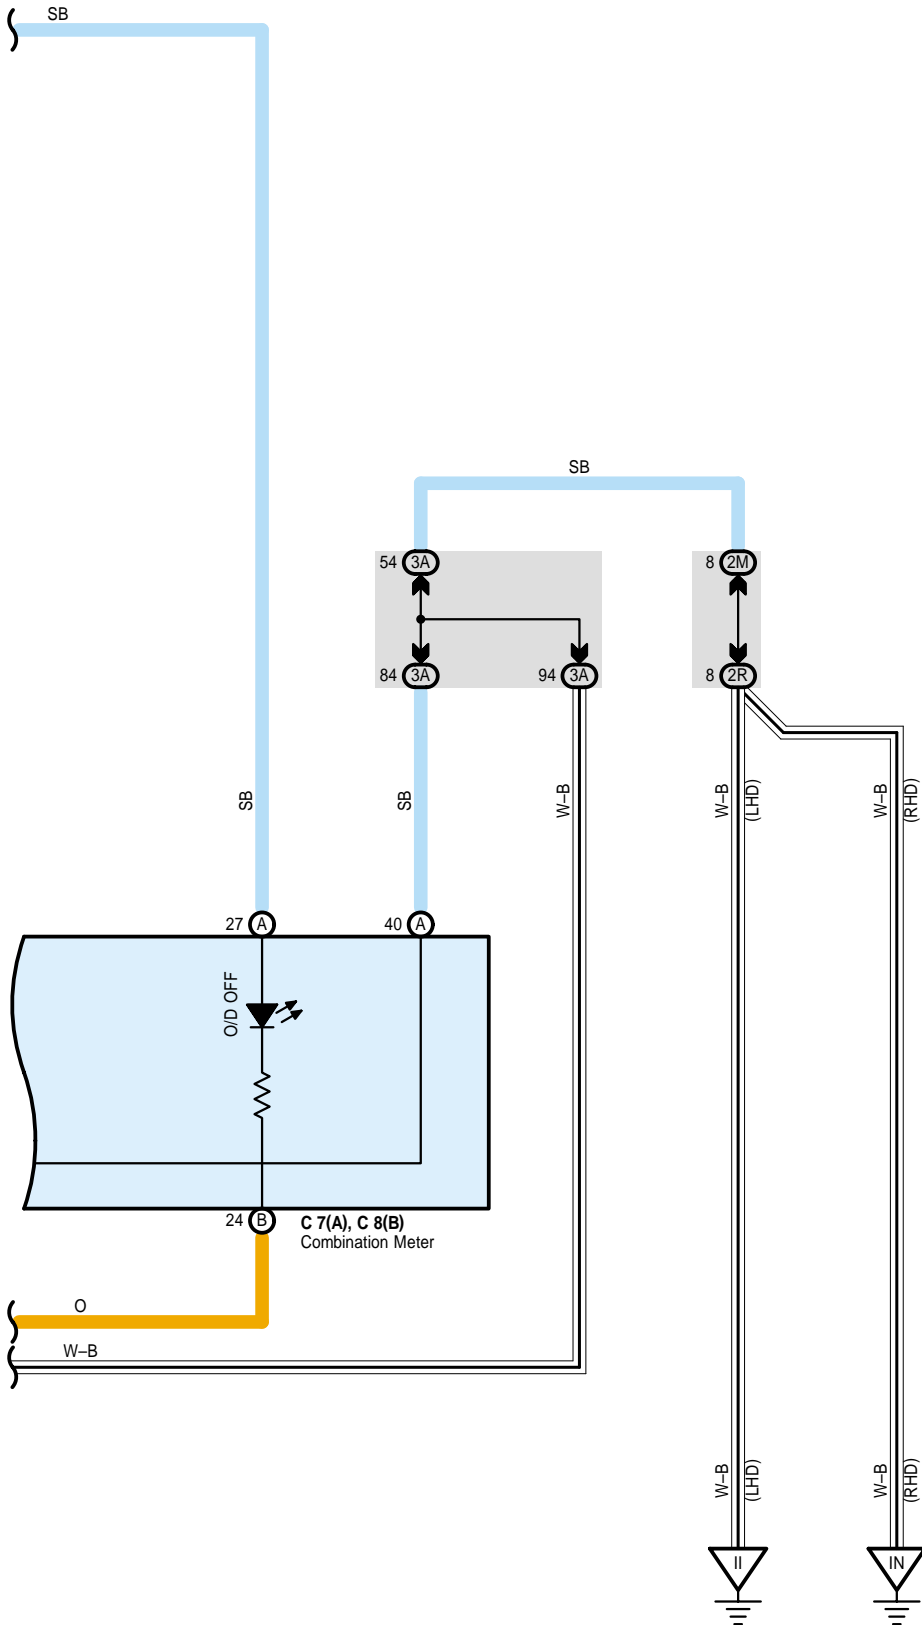 SB
SB
54 3A
8 2M
84 3A
94 3A
8 2R
SB
SB
W–B
W–B
(LHD)
W–B
(RHD)
27 A
40 A
O/D OFF
24 B
C 7(A), C 8(B)
Combination Meter
O
W–B
W–B
(LHD)
W–B
(RHD)
II
IN